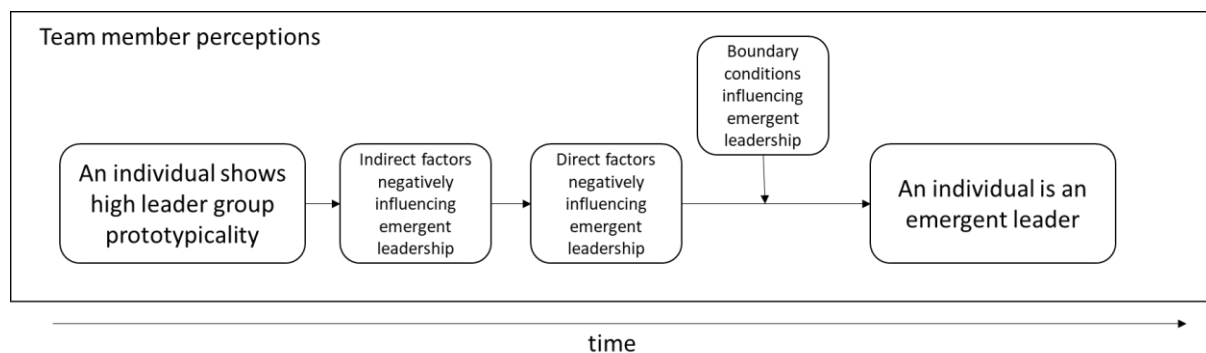 Team member perceptions
Boundary
conditions
influencing
emergent
leadership
An individual shows
high leader group
prototypicality
Indirect factors
negatively
influencing
emergent
leadership
Direct factors
negatively
influencing
emergent
leadership
An individual is an
emergent leader
time